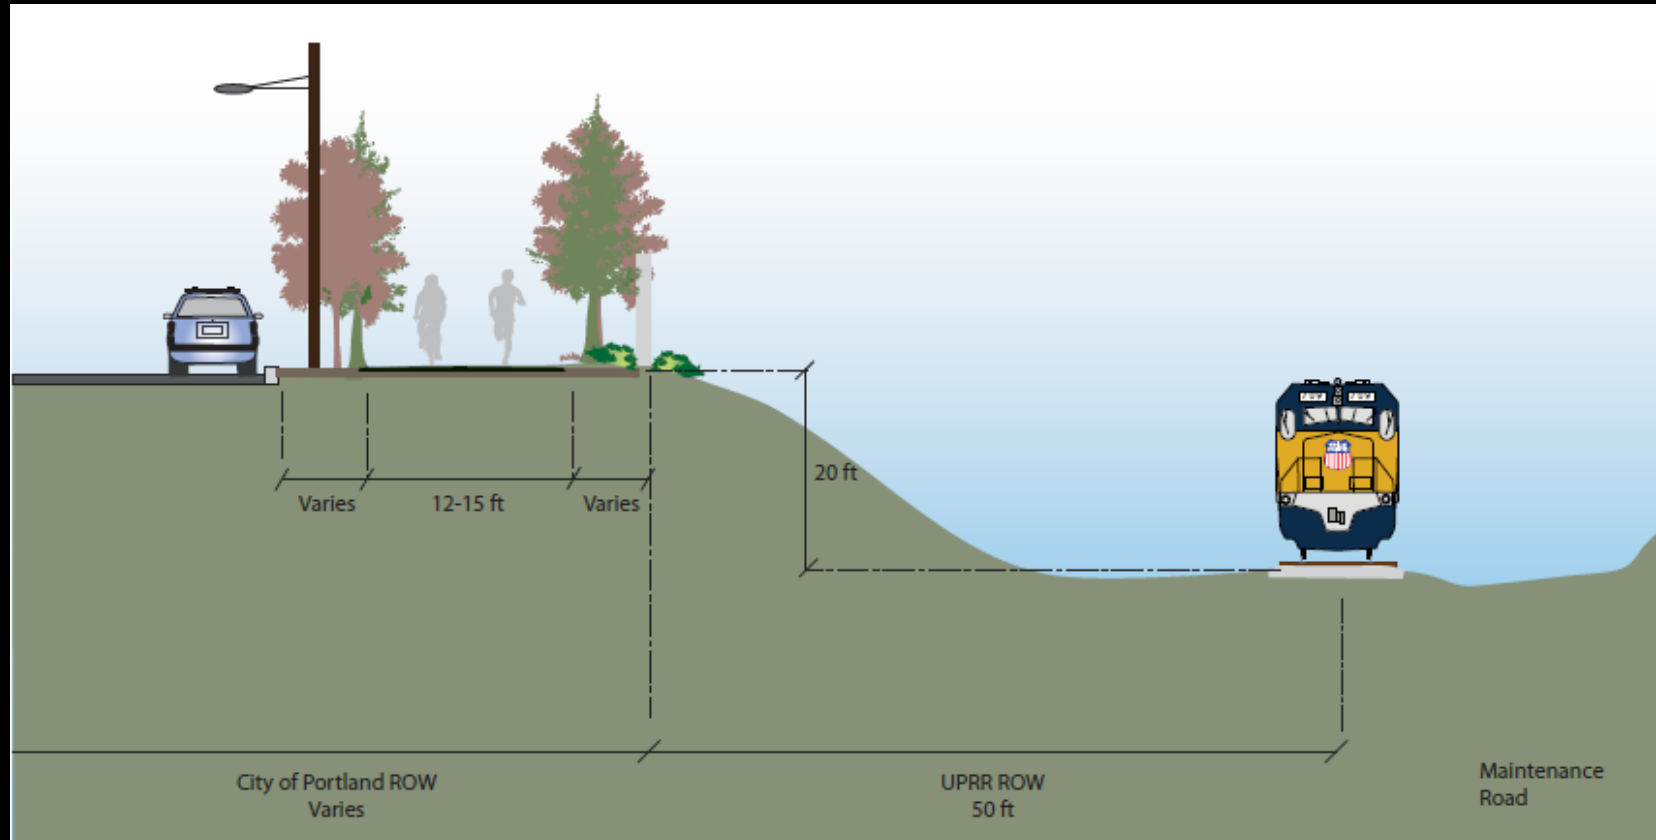 20 ft
Varies
12-15 ft
Varies
City of Portland ROW
Varies
UPRR ROW
50 ft
Maintenance
Road